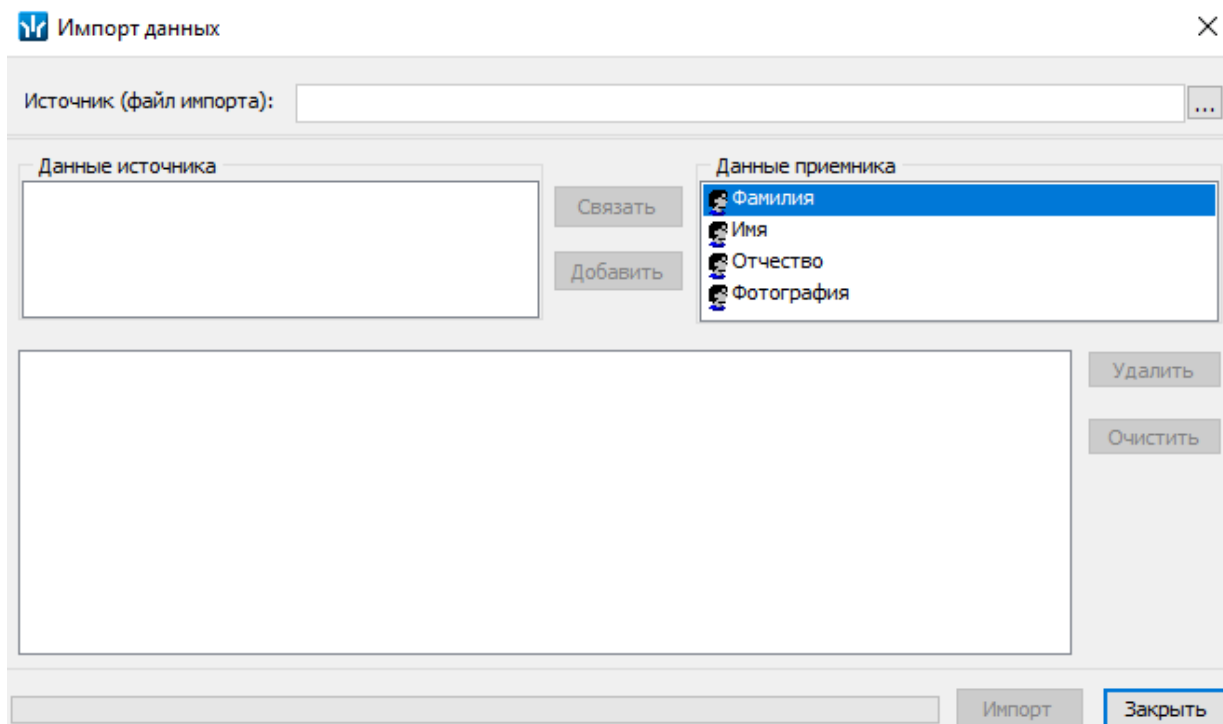 Импорт данных
Источник (файл импорта):
...
Данные источника
Данные приемника
Связать
Добавить
Фамилия
Имя
Отчество
Фотография
Удалить
Очистить
Импорт
Закрыть